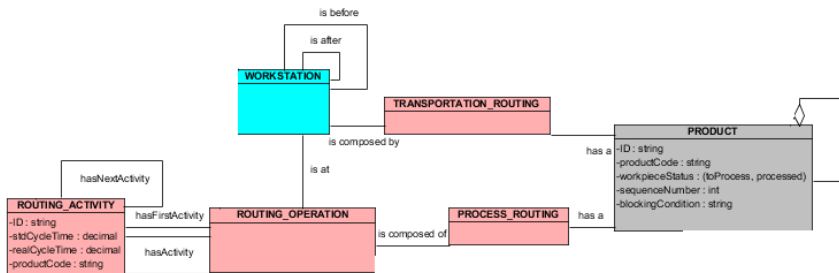 is before
is after
WORKSTATION
TRANSPORTATION_ROUTING
is composed by
has a
PRODUCT
-ID : string
-productCode : string
-workpieceStatus : (toProcess, processed)
-sequenceNumber : int
-blockingCondition : string
is at
hasNextActivity
ROUTING_ACTIVITY
-ID : string
-stdCycleTime : decimal
-realCycleTime : decimal
-productCode : string
hasFirstActivity
hasActivity
ROUTING_OPERATION
is composed of
PROCESS_ROUTING
has a